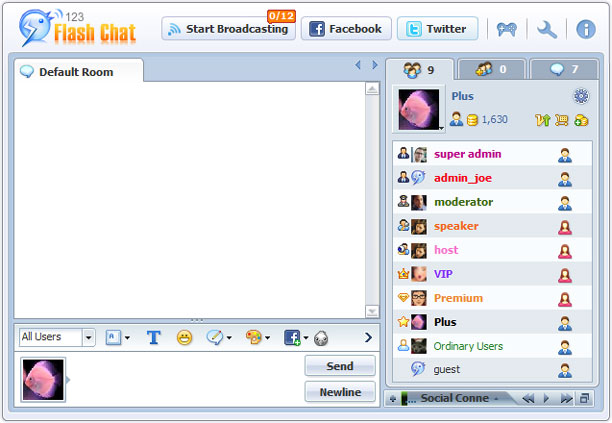 123
Flash Chat
Start Broadcasting
0/12
Facebook
Twitter
Default Room
9
0
7
Plus
1,630
super admin
admin_joe
moderator
speaker
host
VIP
Premium
Plus
Ordinary Users
guest
All Users
a
T
Send
Newline
... Social Conne -